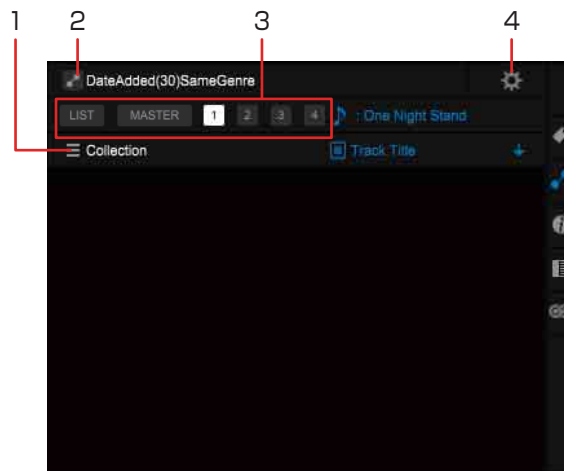 1 2 3 4
DateAdded(30)SameGenre
LIST MASTER 1 2 3 4 : One Night Stand
Collection Track Title